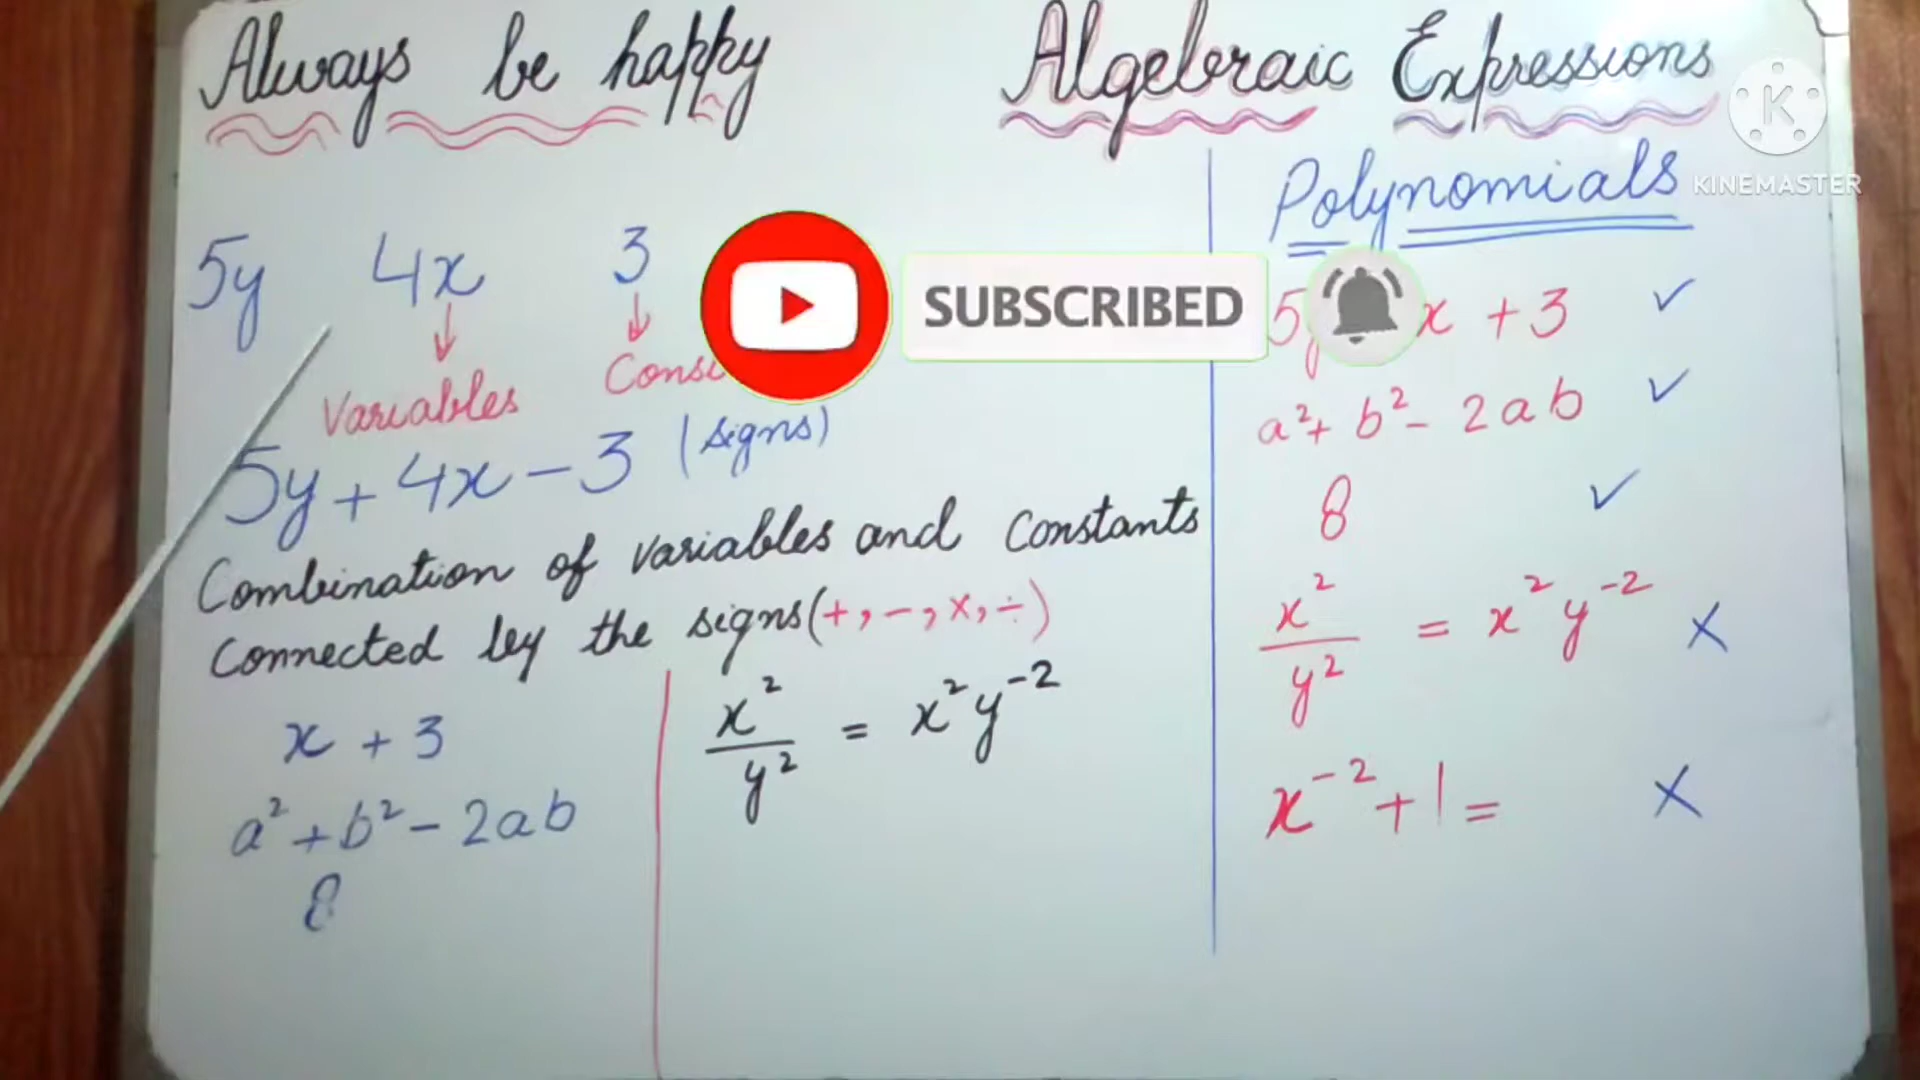 Always be happy
Algebraic Expressions
KINEMASTER
Polynomials
5y 4x 3
Variables
SUBSCRIBED
5y+4x-3 (signs)
Combination of variables and constants
connected by the signs(+,-,x,÷)
x + 3
a²+b²-2ab
8
x²/y² = x²y⁻²
x +3 ✓
a²+b²-2ab ✓
8 ✓
x²/y² = x²y⁻² X
x⁻²+1= X